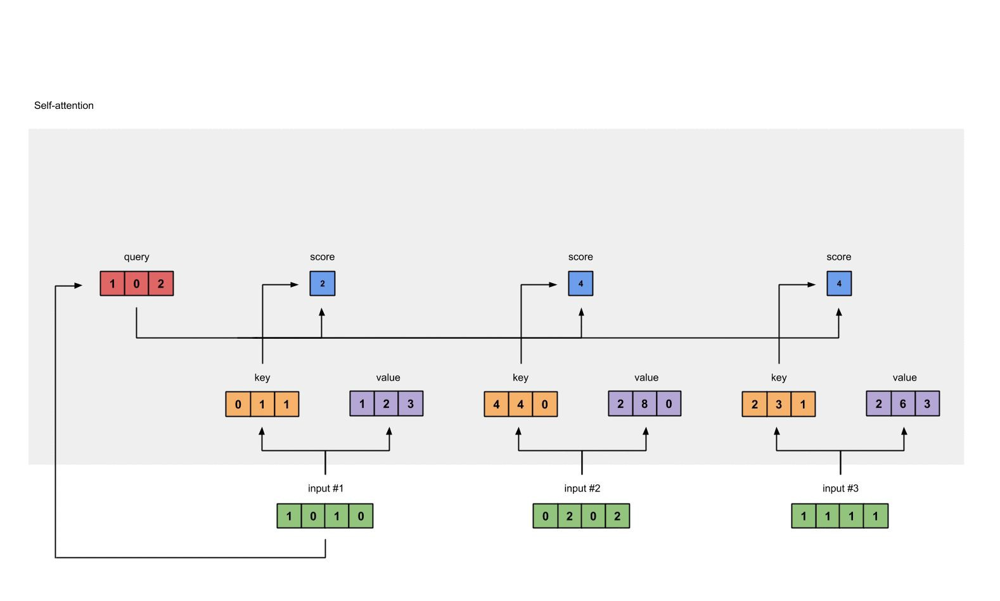 Self-attention
query score score score
1 0 2 2 4 4
key value key value key value
0 1 1 1 2 3 4 4 0 2 8 0 2 3 1 2 6 3
input #1 input #2 input #3
1 0 1 0 0 2 0 2 1 1 1 1